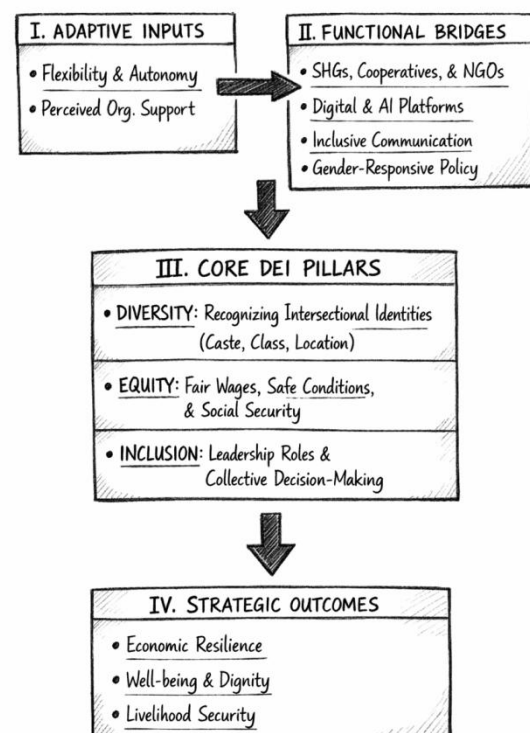 I. ADAPTIVE INPUTS
• Flexibility & Autonomy
• Perceived Org. Support
II. FUNCTIONAL BRIDGES
• SHGs, Cooperatives, & NGOs
• Digital & AI Platforms
• Inclusive Communication
• Gender-Responsive Policy
III. CORE DEI PILLARS
• DIVERSITY: Recognizing Intersectional Identities
(Caste, Class, Location)
• EQUITY: Fair Wages, Safe Conditions,
& Social Security
• INCLUSION: Leadership Roles &
Collective Decision-Making
IV. STRATEGIC OUTCOMES
• Economic Resilience
• Well-being & Dignity
• Livelihood Security